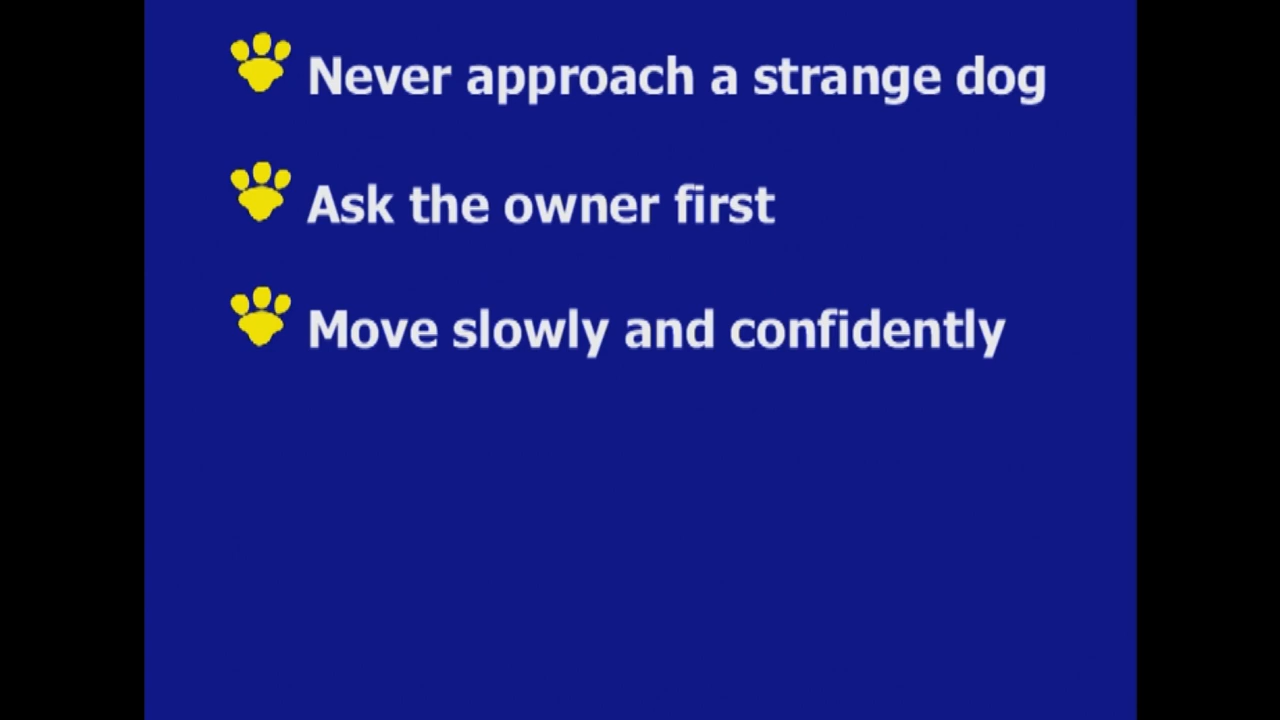 Never approach a strange dog
Ask the owner first
Move slowly and confidently